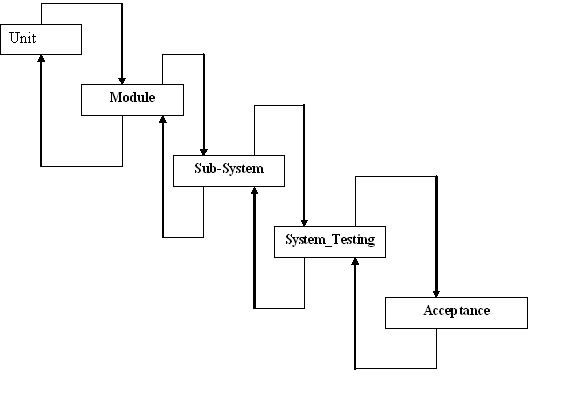 Unit
Module
Sub-System
System_Testing
Acceptance